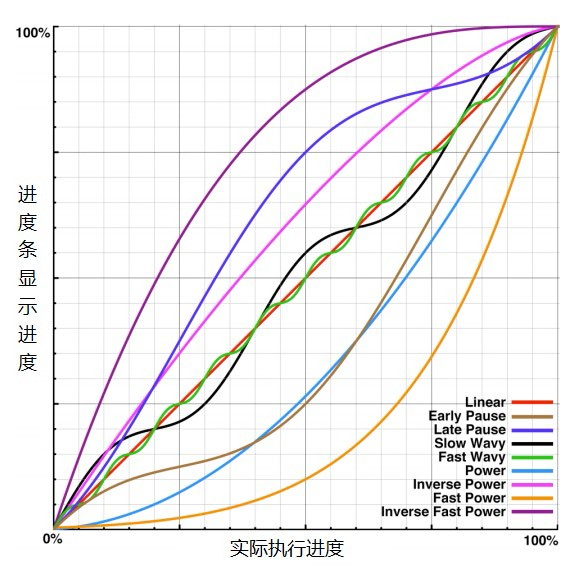 100%
进
度
条
显
示
进
度
Linear
Early Pause
Late Pause
Slow Wavy
Fast Wavy
Power
Inverse Power
Fast Power
Inverse Fast Power
0%
实际执行进度
100%